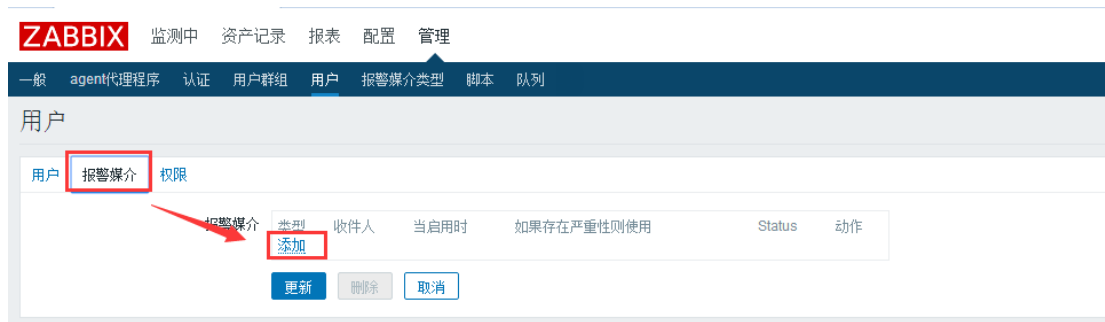 ZABBIX 监测中 资产记录 报表 配置 管理
一般 agent代理程序 认证 用户群组 用户 报警媒介类型 脚本 队列
用户
用户 报警媒介 权限
报警媒介 类型 收件人 当启用时 如果存在严重性则使用 Status 动作
添加
更新 删除 取消